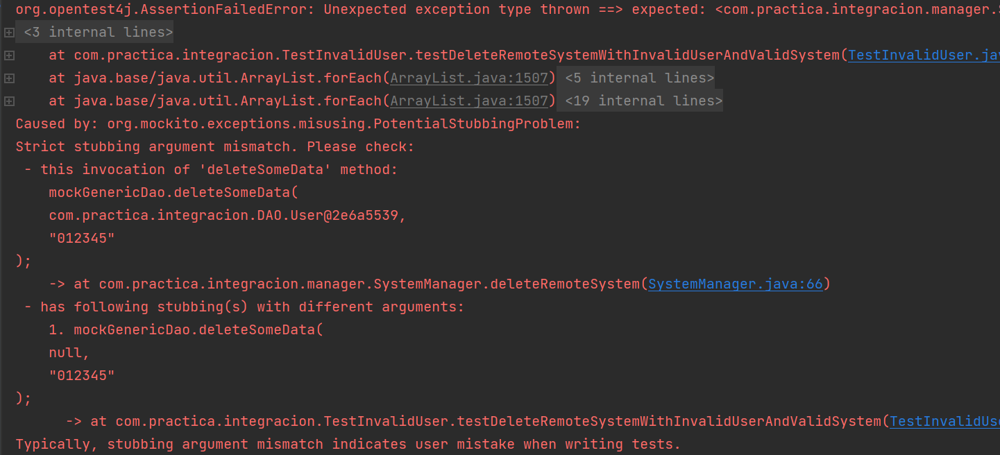 org.opentest4j.AssertionFailedError: Unexpected exception type thrown ==> expected: <com.practica.integracion.manager.
<3 internal lines>
at com.practica.integracion.TestInvalidUser.testDeleteRemoteSystemWithInvalidUserAndValidSystem(TestInvalidUser.jav
at java.base/java.util.ArrayList.forEach(ArrayList.java:1507) <5 internal lines>
at java.base/java.util.ArrayList.forEach(ArrayList.java:1507) <19 internal lines>
Caused by: org.mockito.exceptions.misusing.PotentialStubbingProblem:
Strict stubbing argument mismatch. Please check:
- this invocation of 'deleteSomeData' method:
mockGenericDao.deleteSomeData(
com.practica.integracion.DAO.User@2e6a5539,
"012345"
);
-> at com.practica.integracion.manager.SystemManager.deleteRemoteSystem(SystemManager.java:66)
- has following stubbing(s) with different arguments:
1. mockGenericDao.deleteSomeData(
null,
"012345"
);
-> at com.practica.integracion.TestInvalidUser.testDeleteRemoteSystemWithInvalidUserAndValidSystem(TestInvalidUs
Typically, stubbing argument mismatch indicates user mistake when writing tests.